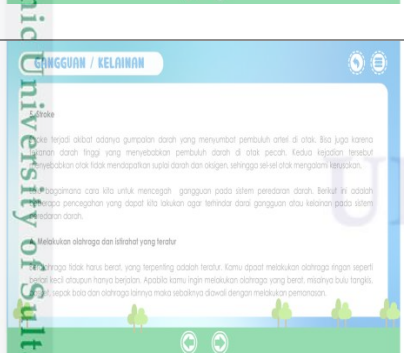 GANGGUAN / KELAINAN
5. Stroke
Stroke terjadi akibat adanya gumpalan darah yang menyumbat pembuluh arteri di otak. Bisa juga karena
tekanan darah tinggi yang menyebabkan pembuluh darah di otak pecah. Kedua kejadian tersebut
menyebabkan otak tidak mendapatkan suplai darah dan oksigen, sehingga sel-sel otak mengalami kerusakan.
bagaimana cara kita untuk mencegah gangguan pada sistem peredaran darah. Berikut ini adalah
beberapa pencegahan yang dapat kita lakukan agar terhindar darai gangguan atau kelainan pada sistem
peredaran darah.
Melakukan olahraga dan istirahat yang teratur
Berolahraga tidak harus berat, yang terpenting adalah teratur. Kamu dpaat melakukan olahraga ringan seperti
berlari kecil ataupun hanya berjalan. Apabila kamu ingin melakukan olahraga yang berat, misalnya bulu tangkis,
sepak bola dan olahraga lainnya maka sebaiknya diawali dengan melakukan pemanasan.
nic University of Sult
U